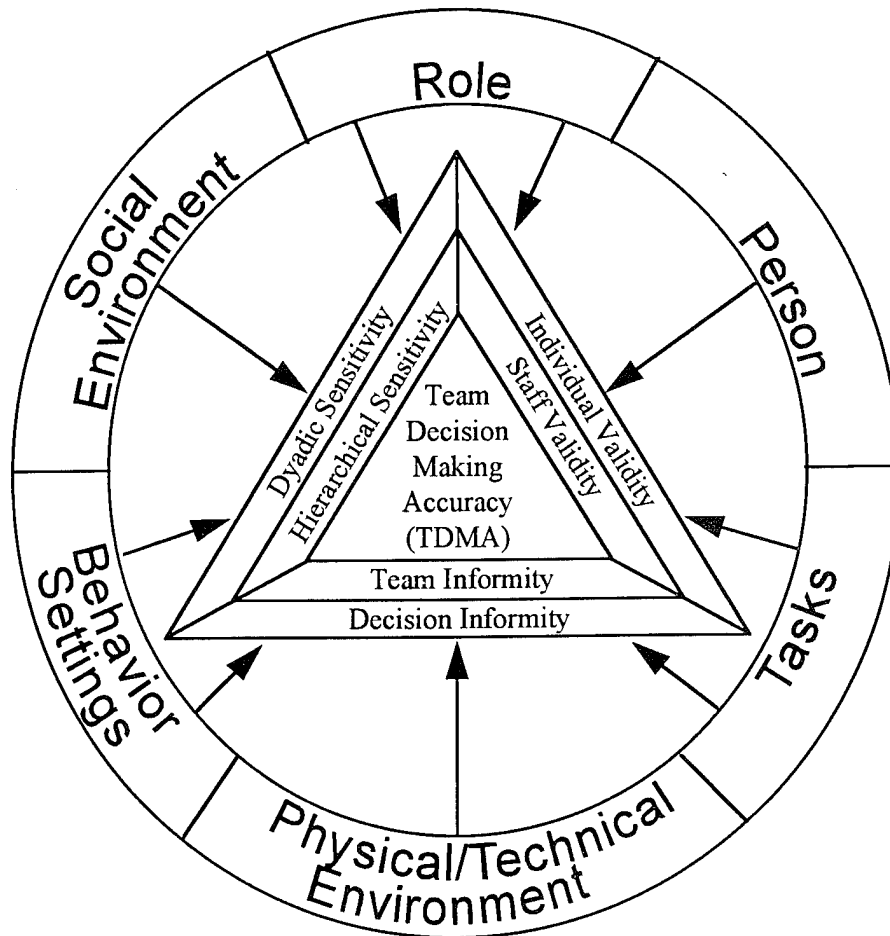 Role
Social
Environment
Person
Dyadic Sensitivity
Hierarchical Sensitivity
Individual Validity
Staff Validity
Team
Decision
Making
Accuracy
(TDMA)
Team Informity
Decision Informity
Behavior
Settings
Tasks
Physical/Technical
Environment